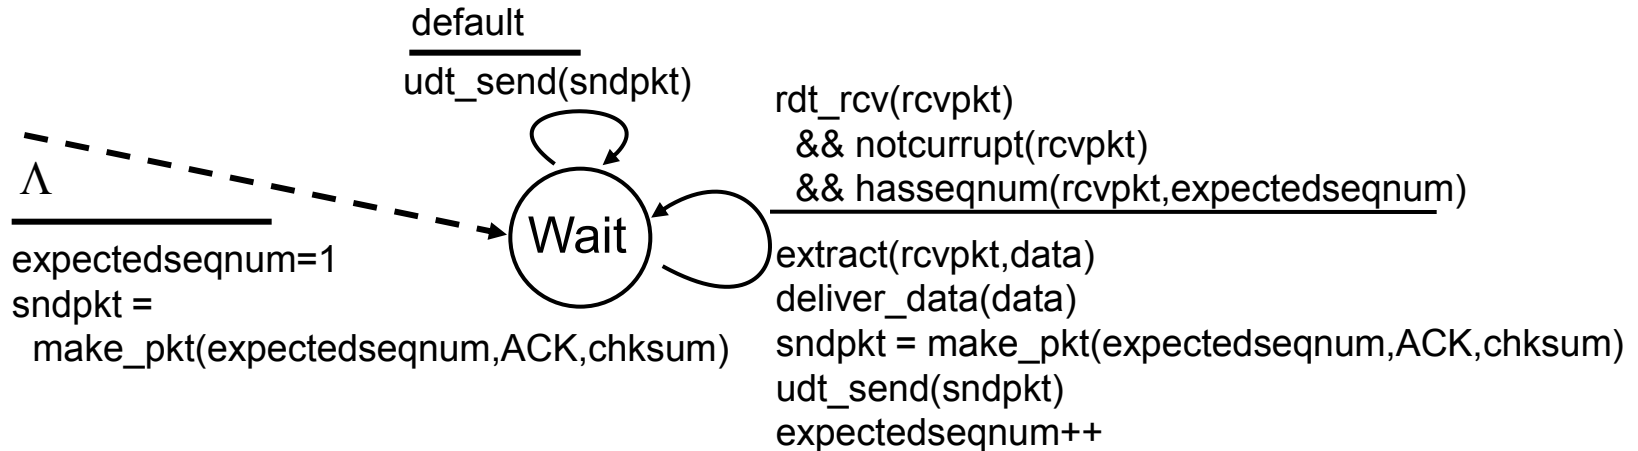 default
udt_send(sndpkt)
rdt_rcv(rcvpkt)
&& notcurrupt(rcvpkt)
&& hasseqnum(rcvpkt,expectedseqnum)
Λ
Wait
expectedseqnum=1
sndpkt =
make_pkt(expectedseqnum,ACK,chksum)
extract(rcvpkt,data)
deliver_data(data)
sndpkt = make_pkt(expectedseqnum,ACK,chksum)
udt_send(sndpkt)
expectedseqnum++